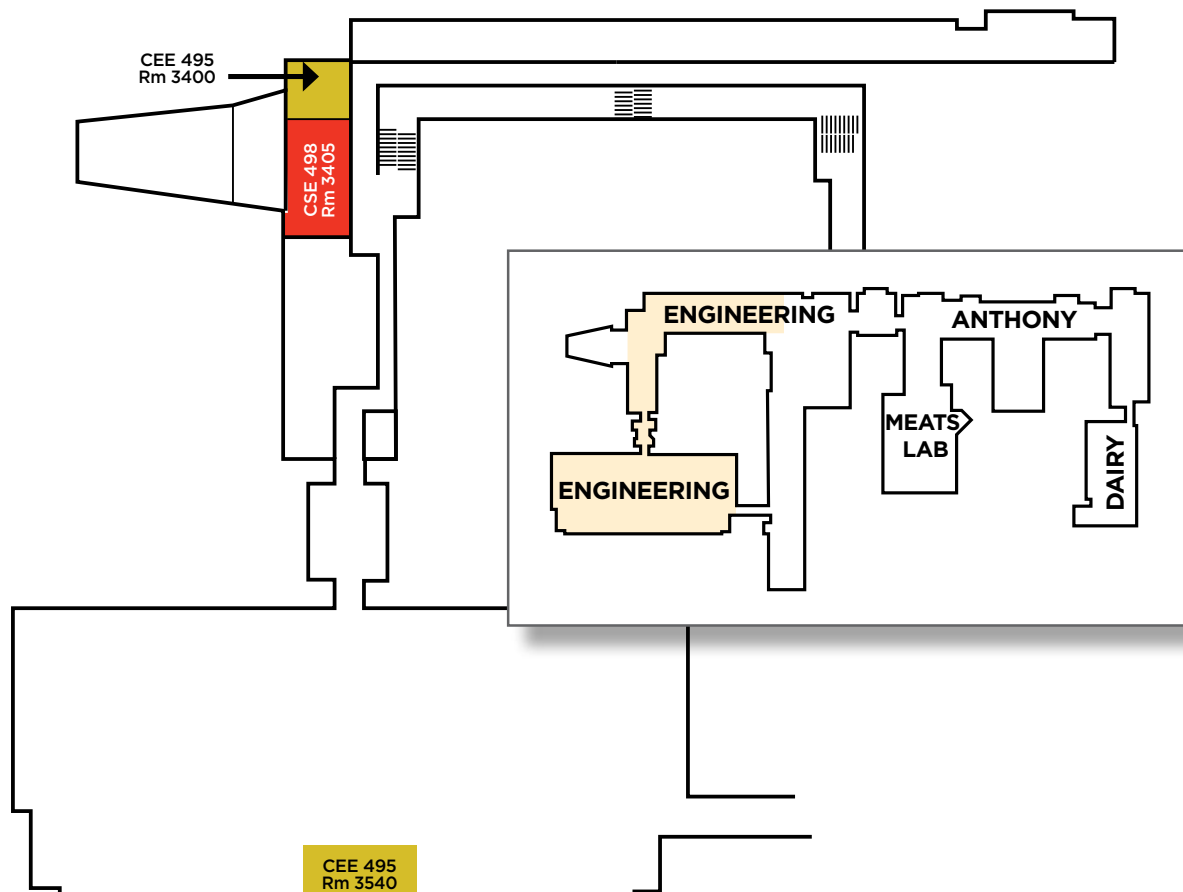 CEE 495
Rm 3400
CSE 498
Rm 3405
ENGINEERING
ANTHONY
MEATS
LAB
DAIRY
ENGINEERING
CEE 495
Rm 3540